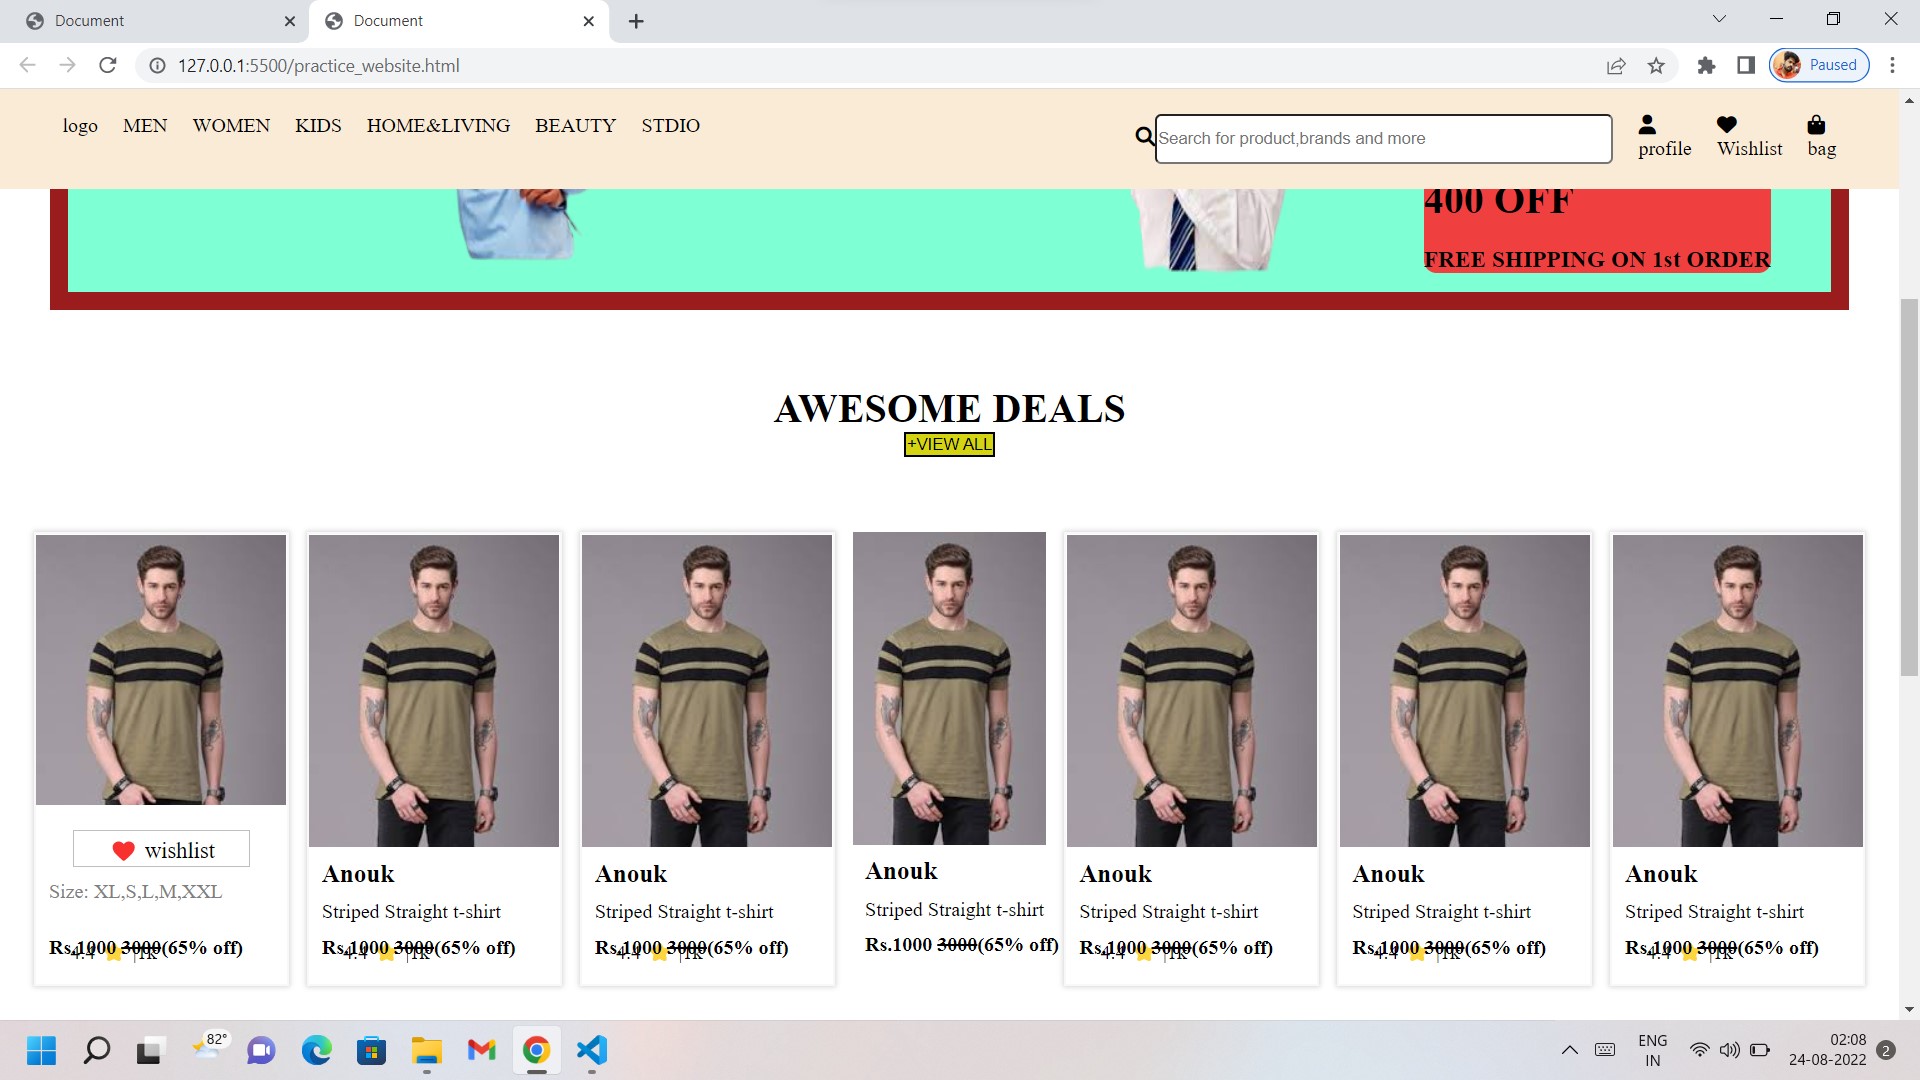 Document
Document
127.0.0.1:5500/practice_website.html
Paused
logo MEN WOMEN KIDS HOME&LIVING BEAUTY STDIO
Search for product,brands and more
profile Wishlist bag
400 OFF
FREE SHIPPING ON 1st ORDER
AWESOME DEALS
+VIEW ALL
wishlist
Size: XL,S,L,M,XXL
Rs.1000 3000(65% off)
4.4 |1k
Anouk
Striped Straight t-shirt
Rs.1000 3000(65% off)
4.4 |1k
Anouk
Striped Straight t-shirt
Rs.1000 3000(65% off)
4.4 |1k
Anouk
Striped Straight t-shirt
Rs.1000 3000(65% off)
Anouk
Striped Straight t-shirt
Rs.1000 3000(65% off)
4.4 |1k
Anouk
Striped Straight t-shirt
Rs.1000 3000(65% off)
4.4 |1k
Anouk
Striped Straight t-shirt
Rs.1000 3000(65% off)
4.4 |1k
82°
ENG
IN
02:08
24-08-2022
2